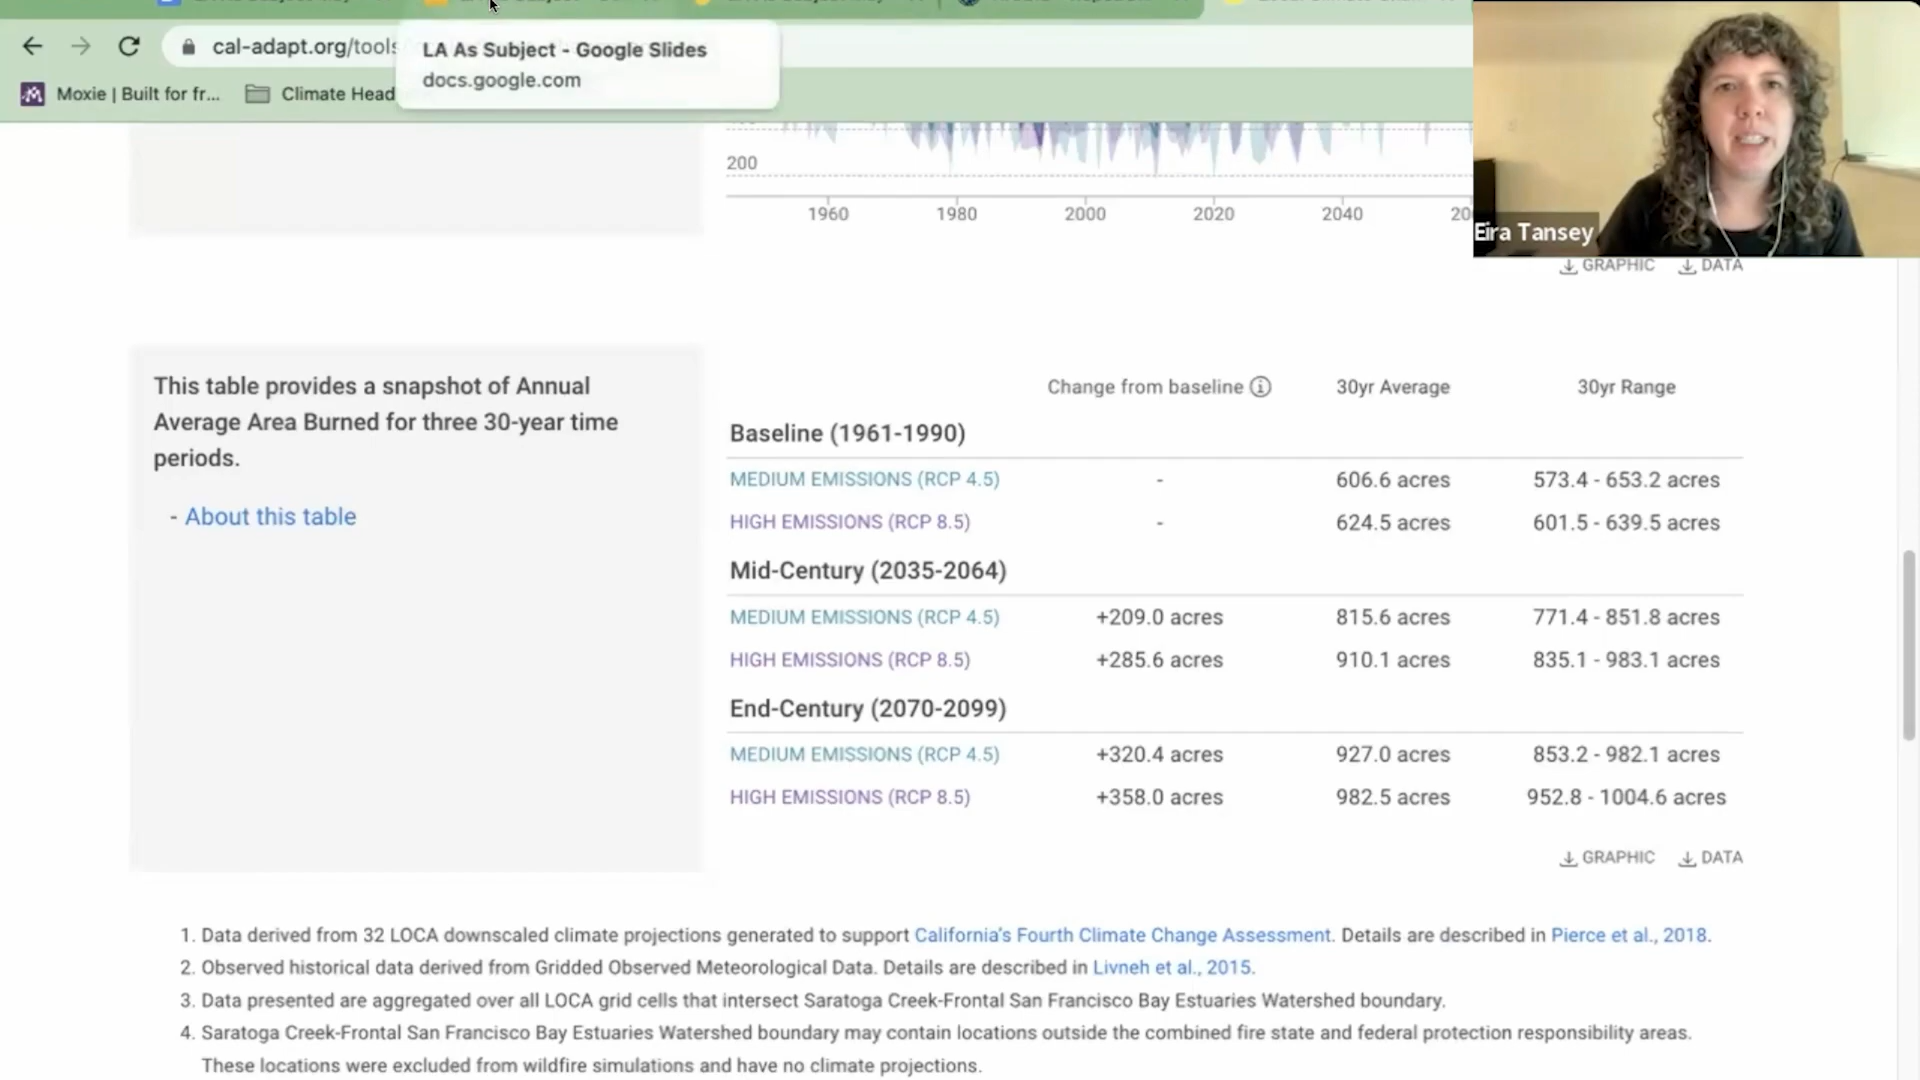 cal-adapt.org/tools
LA As Subject - Google Slides
docs.google.com
Moxie | Built for fr...
Climate Head
200
1960 1980 2000 2020 2040
Eira Tansey
GRAPHIC DATA
This table provides a snapshot of Annual
Average Area Burned for three 30-year time
periods.
- About this table
Change from baseline 30yr Average 30yr Range
Baseline (1961-1990)
MEDIUM EMISSIONS (RCP 4.5) - 606.6 acres 573.4 - 653.2 acres
HIGH EMISSIONS (RCP 8.5) - 624.5 acres 601.5 - 639.5 acres
Mid-Century (2035-2064)
MEDIUM EMISSIONS (RCP 4.5) +209.0 acres 815.6 acres 771.4 - 851.8 acres
HIGH EMISSIONS (RCP 8.5) +285.6 acres 910.1 acres 835.1 - 983.1 acres
End-Century (2070-2099)
MEDIUM EMISSIONS (RCP 4.5) +320.4 acres 927.0 acres 853.2 - 982.1 acres
HIGH EMISSIONS (RCP 8.5) +358.0 acres 982.5 acres 952.8 - 1004.6 acres
GRAPHIC DATA
1. Data derived from 32 LOCA downscaled climate projections generated to support California's Fourth Climate Change Assessment. Details are described in Pierce et al., 2018.
2. Observed historical data derived from Gridded Observed Meteorological Data. Details are described in Livneh et al., 2015.
3. Data presented are aggregated over all LOCA grid cells that intersect Saratoga Creek-Frontal San Francisco Bay Estuaries Watershed boundary.
4. Saratoga Creek-Frontal San Francisco Bay Estuaries Watershed boundary may contain locations outside the combined fire state and federal protection responsibility areas.
These locations were excluded from wildfire simulations and have no climate projections.